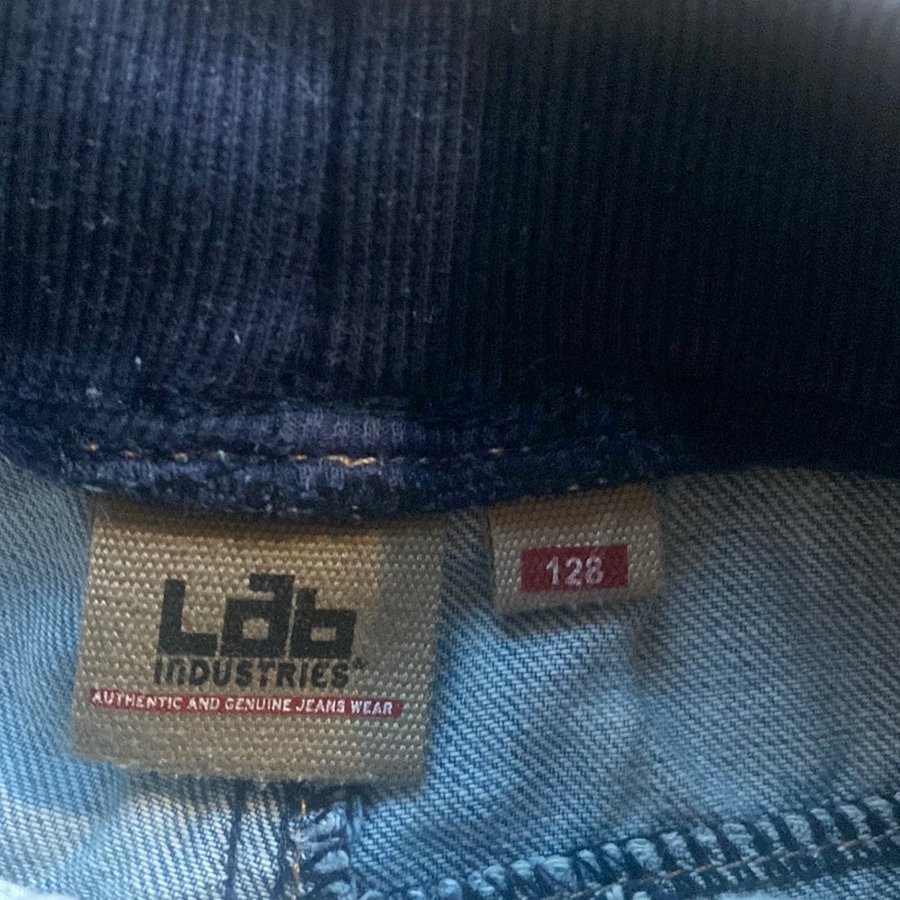 Lab
INDUSTRIES®
AUTHENTIC AND GENUINE JEANS WEAR
128